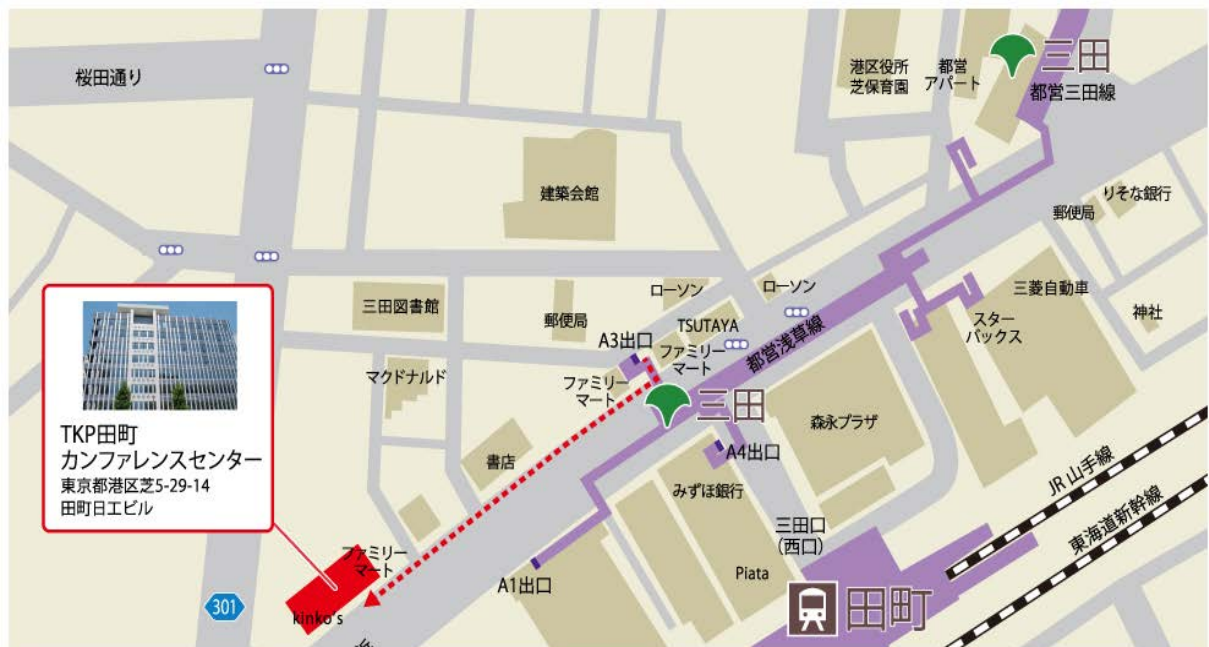 桜田通り
港区役所
芝保育園
都営
アパート
三田
都営三田線
建築会館
郵便局
りそな銀行
三田図書館
郵便局
ローソン
ローソン
TSUTAYA
A3出口
ファミリー
マート
都営浅草線
スター
バックス
三菱自動車
神社
マクドナルド
ファミリー
マート
三田
森永プラザ
A4出口
書店
みずほ銀行
三田口
(西口)
JR 山手線
東海道新幹線
TKP田町
カンファレンスセンター
東京都港区芝5-29-14
田町日エビル
ファミリー
マート
A1出口
Piata
田町
301
kinko's